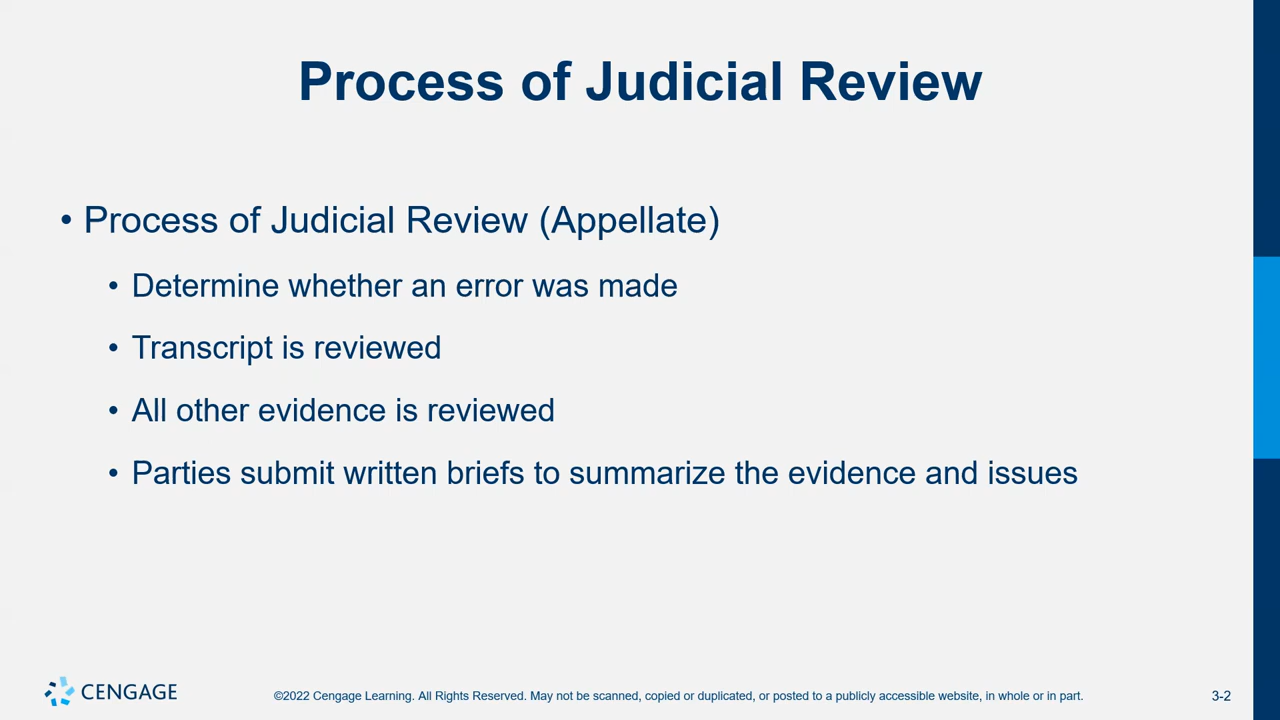 Process of Judicial Review
• Process of Judicial Review (Appellate)
• Determine whether an error was made
• Transcript is reviewed
• All other evidence is reviewed
• Parties submit written briefs to summarize the evidence and issues
CENGAGE
©2022 Cengage Learning. All Rights Reserved. May not be scanned, copied or duplicated, or posted to a publicly accessible website, in whole or in part.
3-2